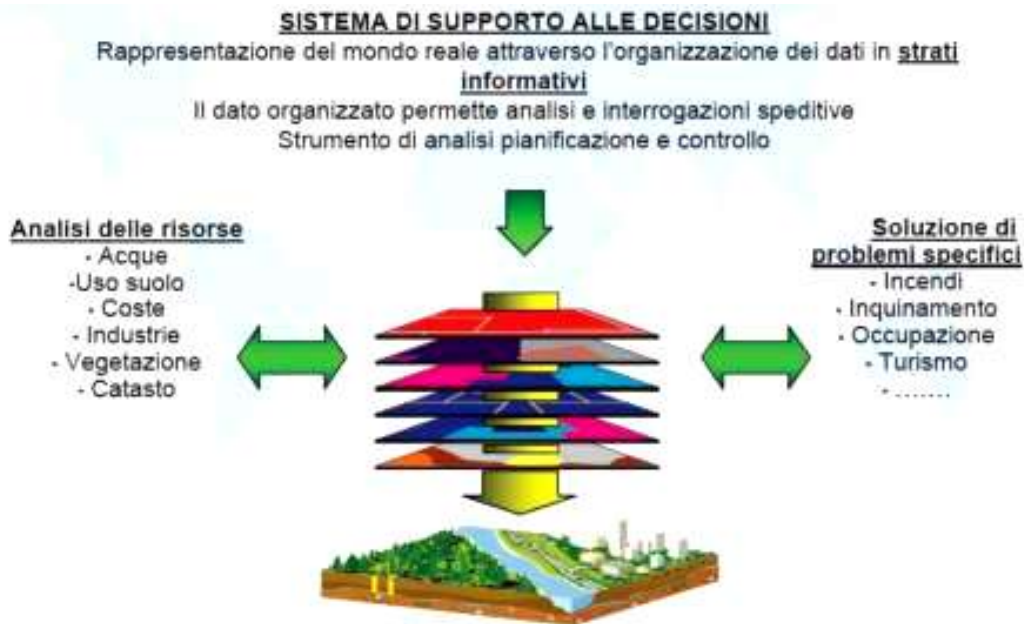 SISTEMA DI SUPPORTO ALLE DECISIONI
Rappresentazione del mondo reale attraverso l'organizzazione dei dati in strati
informativi
Il dato organizzato permette analisi e interrogazioni speditive
Strumento di analisi pianificazione e controllo
Analisi delle risorse
- Acque
-Uso suolo
- Coste
- Industrie
- Vegetazione
- Catasto
Soluzione di
problemi specifici
- Incendi
- Inquinamento
- Occupazione
- Turismo
- .......